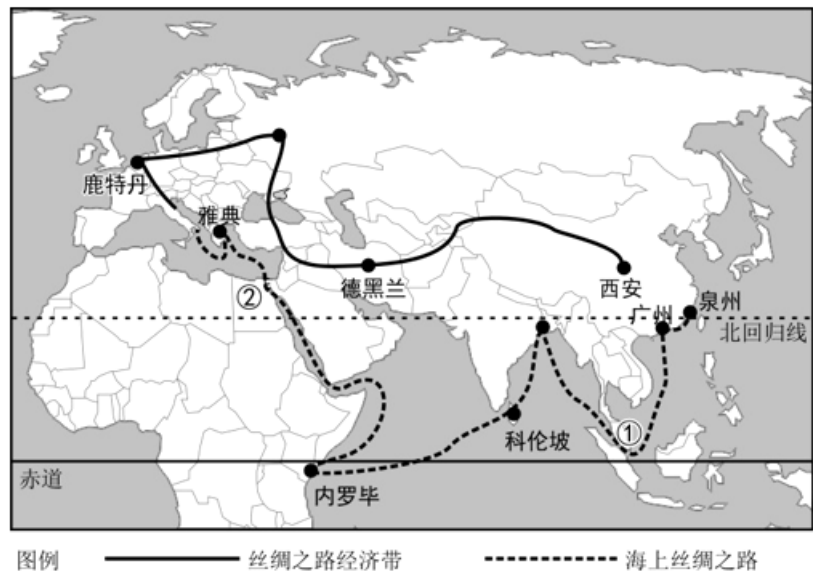 鹿特丹
雅典
②
德黑兰
西安
广州
泉州
北回归线
科伦坡
①
赤道
内罗毕
图例 丝绸之路经济带 海上丝绸之路